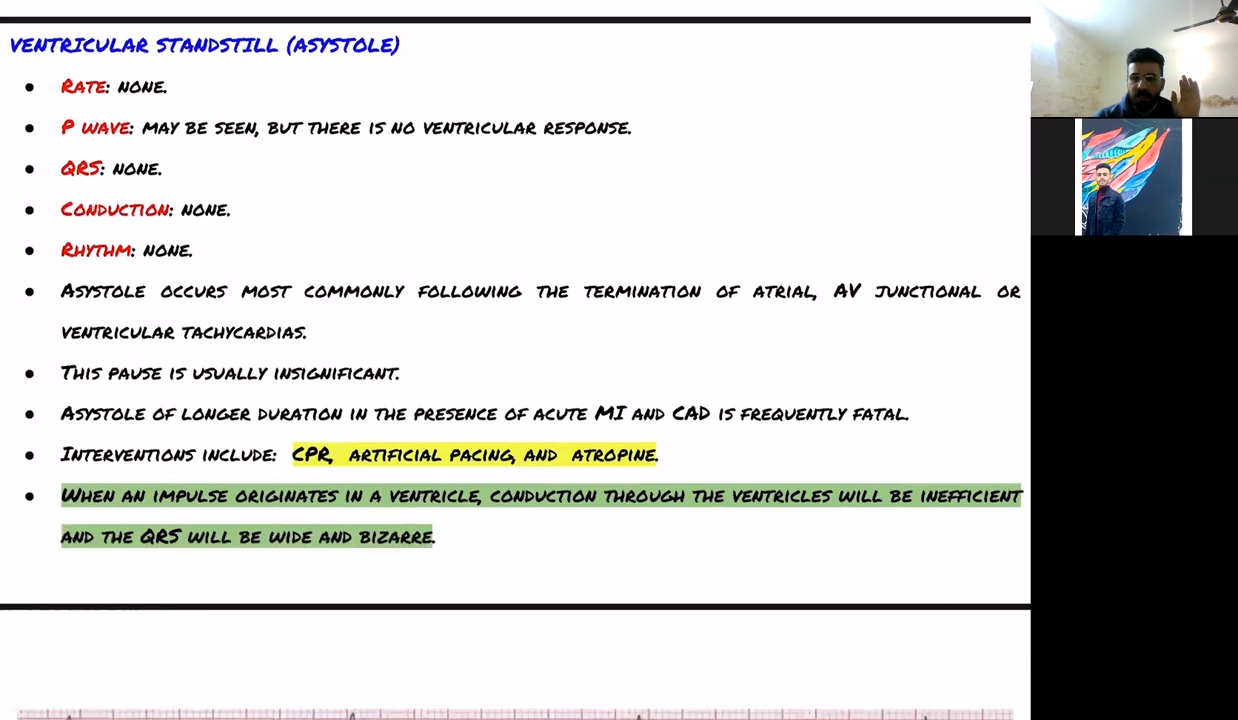 VENTRICULAR STANDSTILL (ASYSTOLE)
● RATE: NONE.
● P WAVE: MAY BE SEEN, BUT THERE IS NO VENTRICULAR RESPONSE.
● QRS: NONE.
● CONDUCTION: NONE.
● RHYTHM: NONE.
● ASYSTOLE OCCURS MOST COMMONLY FOLLOWING THE TERMINATION OF ATRIAL, AV JUNCTIONAL OR
VENTRICULAR TACHYCARDIAS.
● THIS PAUSE IS USUALLY INSIGNIFICANT.
● ASYSTOLE OF LONGER DURATION IN THE PRESENCE OF ACUTE MI AND CAD IS FREQUENTLY FATAL.
● INTERVENTIONS INCLUDE: CPR, ARTIFICIAL PACING, AND ATROPINE.
● WHEN AN IMPULSE ORIGINATES IN A VENTRICLE, CONDUCTION THROUGH THE VENTRICLES WILL BE INEFFICIENT
AND THE QRS WILL BE WIDE AND BIZARRE.